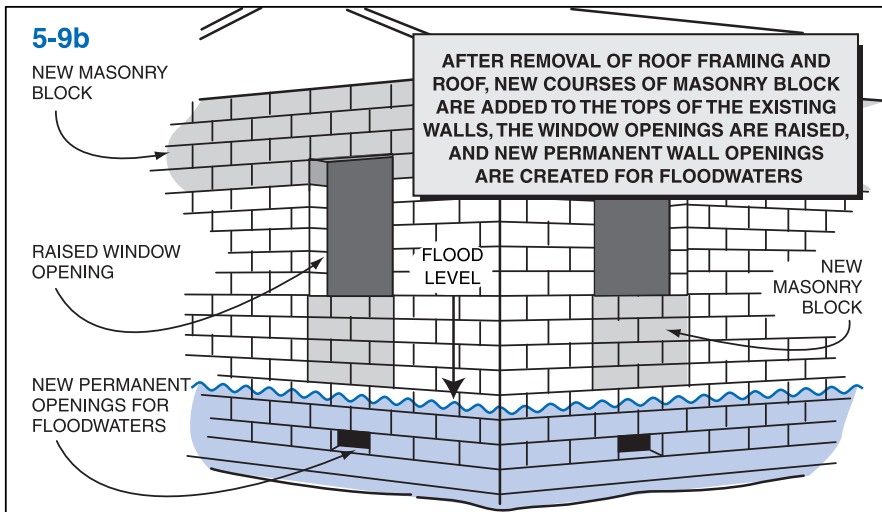 5-9b
NEW MASONRY
BLOCK
AFTER REMOVAL OF ROOF FRAMING AND
ROOF, NEW COURSES OF MASONRY BLOCK
ARE ADDED TO THE TOPS OF THE EXISTING
WALLS, THE WINDOW OPENINGS ARE RAISED,
AND NEW PERMANENT WALL OPENINGS
ARE CREATED FOR FLOODWATERS
RAISED WINDOW
OPENING
FLOOD
LEVEL
NEW
MASONRY
BLOCK
NEW PERMANENT
OPENINGS FOR
FLOODWATERS